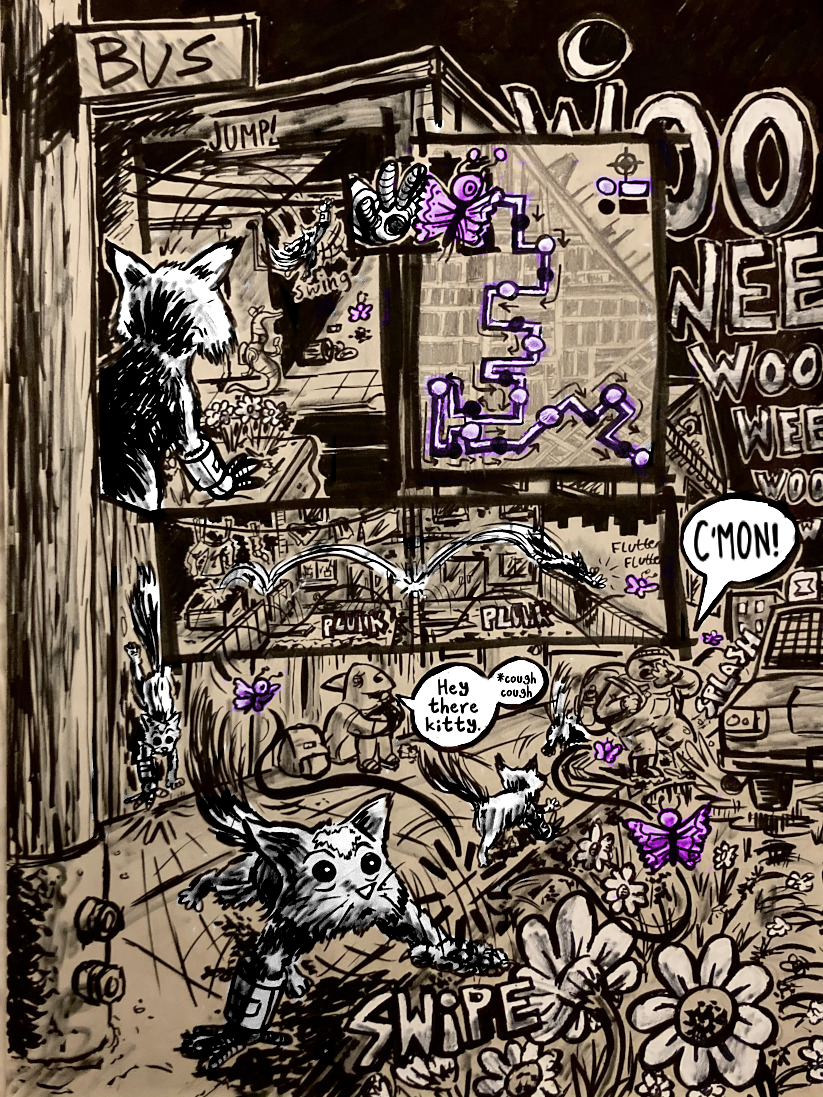 BUS
WOO
JUMP!
Swing
NEE
WOO
WEE
WOO
W
C'MON!
Flutter
Flutter
PLUNK!
PLUNK
SPLASH
Hey
there
kitty.
*cough
cough
SWIPE